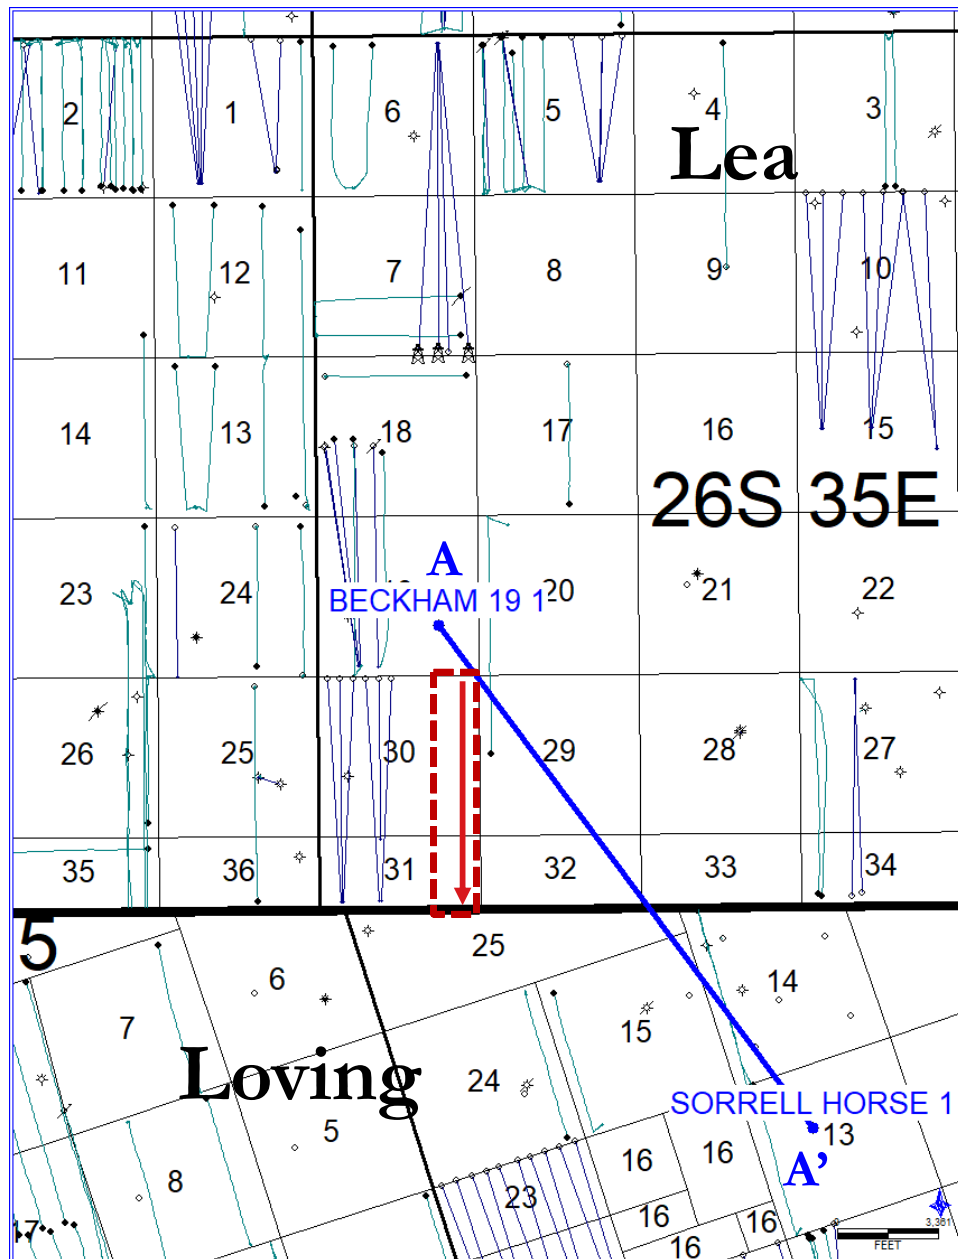 2 1 6 5 4 3
Lea
11 12 7 8 9 10
14 13 18 17 16 15
26S 35E
A
23 24 20 21 22
BECKHAM 19 1
26 25 30 29 28 27
35 36 31 32 33 34
5
25
6 14
7 15
Loving
24
SORRELL HORSE 1
5 13
16 16
A’
8
23
16 16
17
16
3,361
FEET